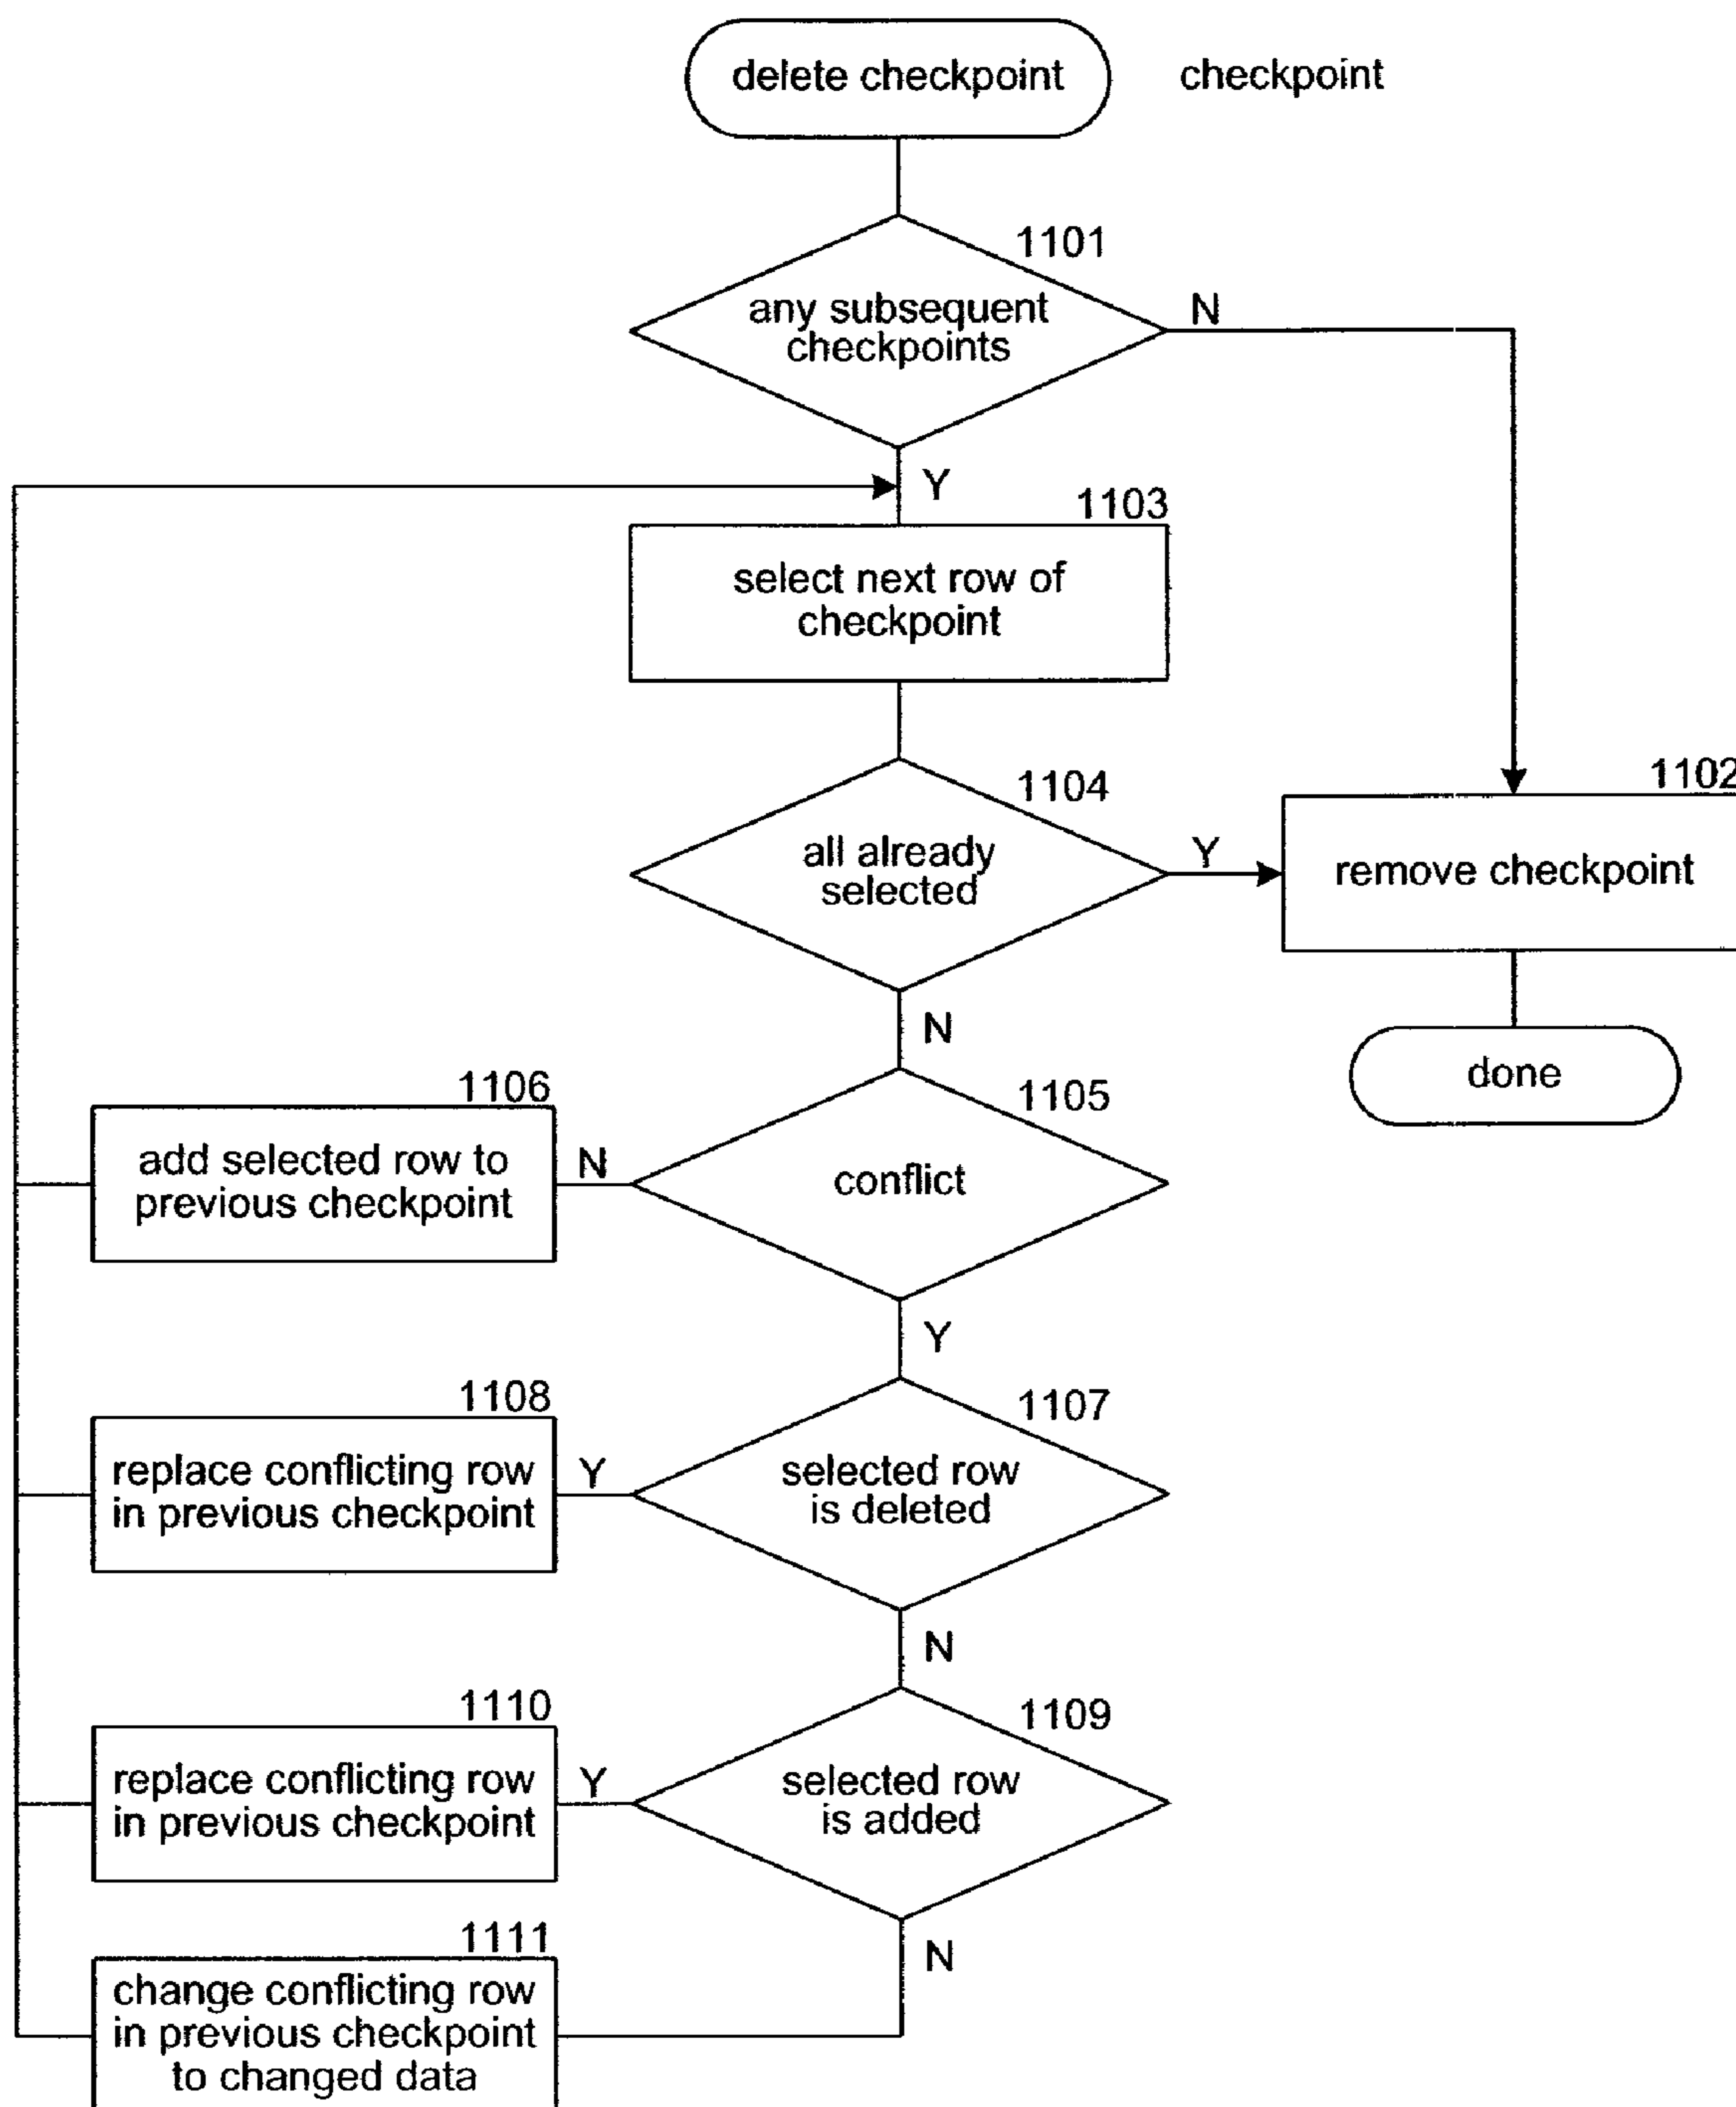 delete checkpoint
checkpoint
1101
any subsequent
checkpoints
N
Y
1103
select next row of
checkpoint
1104
all already
selected
Y
1102
remove checkpoint
N
done
1106
add selected row to
previous checkpoint
N
1105
conflict
Y
1108
replace conflicting row
in previous checkpoint
Y
1107
selected row
is deleted
N
1110
replace conflicting row
in previous checkpoint
Y
1109
selected row
is added
N
1111
change conflicting row
in previous checkpoint
to changed data